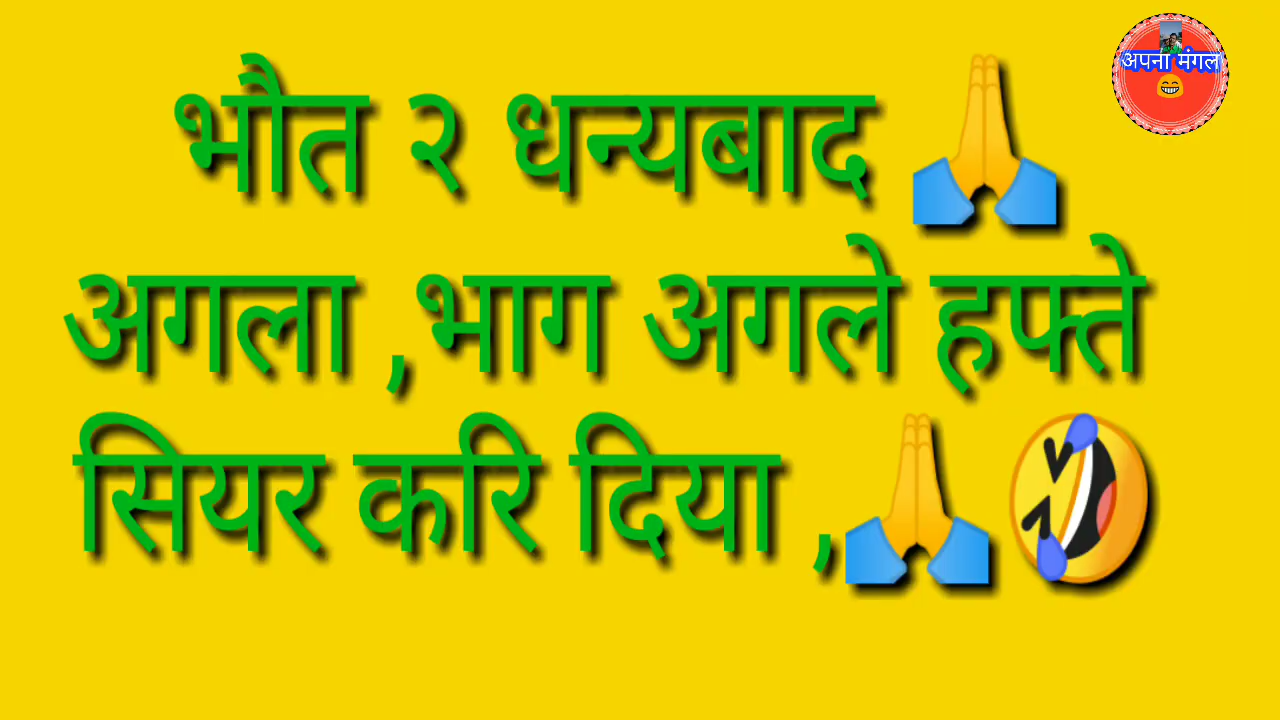 अपना मंगल
भौत २ धन्यबाद 🙏
अगला ,भाग अगले हफ्ते
सियर करि दिया ,🙏🤣